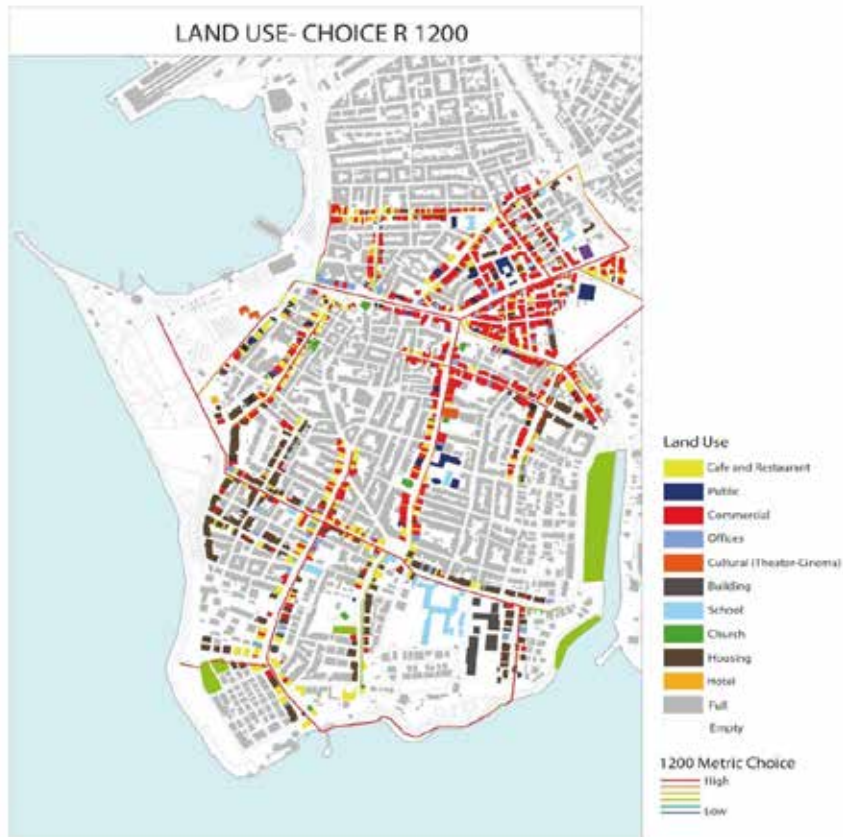 LAND USE- CHOICE R 1200
Land Use
Cafe and Restaurant
Public
Commercial
Offices
Cultural (Theater-Cinema)
Building
School
Church
Housing
Hotel
Full
Empty
1200 Metric Choice
High
Low